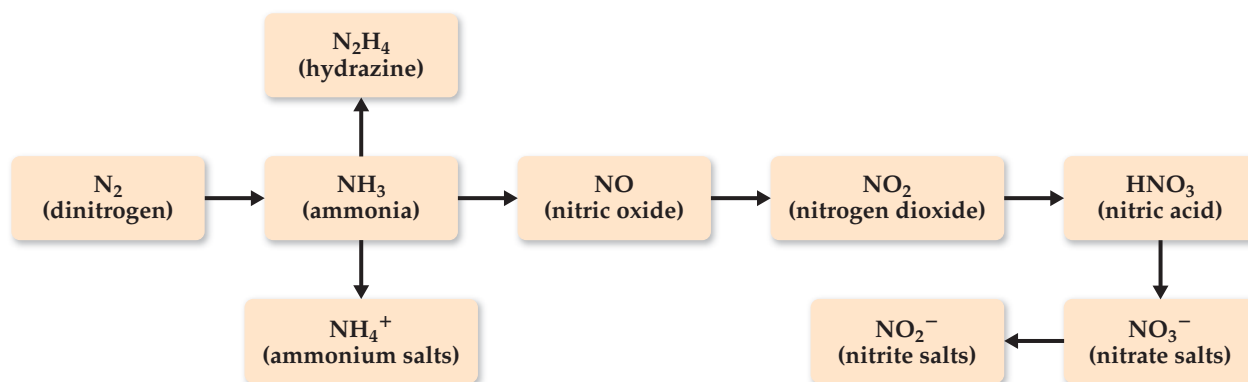 N₂H₄
(hydrazine)
N₂
(dinitrogen)
NH₃
(ammonia)
NO
(nitric oxide)
NO₂
(nitrogen dioxide)
HNO₃
(nitric acid)
NH₄⁺
(ammonium salts)
NO₂⁻
(nitrite salts)
NO₃⁻
(nitrate salts)